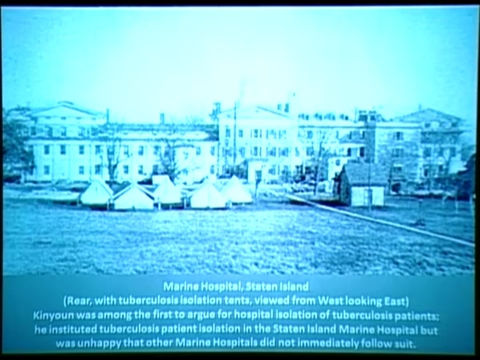 Marine Hospital, Staten Island
(Rear, with tuberculosis isolation tents, viewed from West looking East)
Kinyoun was among the first to argue for hospital isolation of tuberculosis patients;
he instituted tuberculosis patient isolation in the Staten Island Marine Hospital but
was unhappy that other Marine Hospitals did not immediately follow suit.